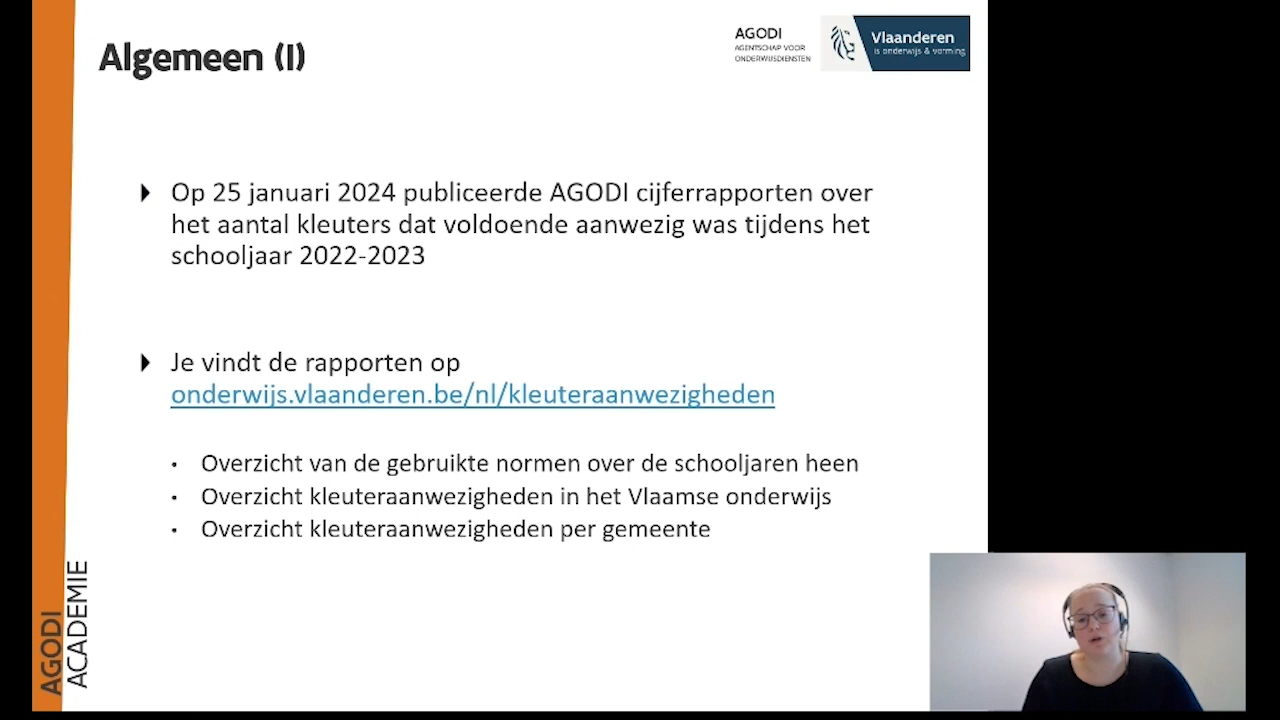 Algemeen (I)
AGODI
AGENTSCHAP VOOR
ONDERWIJSDIENSTEN
Vlaanderen
is onderwijs & vorming
Op 25 januari 2024 publiceerde AGODI cijferrapporten over
het aantal kleuters dat voldoende aanwezig was tijdens het
schooljaar 2022-2023
Je vindt de rapporten op
onderwijs.vlaanderen.be/nl/kleuteraanwezigheden
• Overzicht van de gebruikte normen over de schooljaren heen
• Overzicht kleuteraanwezigheden in het Vlaamse onderwijs
• Overzicht kleuteraanwezigheden per gemeente
AGODI
ACADEMIE